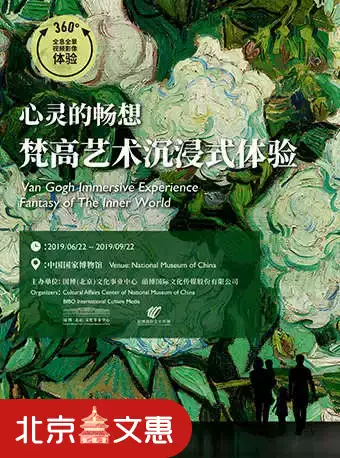 360°
全息全景
视频影像
体验
心灵的畅想
梵高艺术沉浸式体验
Van Gogh Immersive Experience
Fantasy of The Inner World
:2019/06/22 ~ 2019/09/22
:中国国家博物馆 Venue: National Museum of China
主办单位: 国博(北京)文化事业中心 淄博国际文化传媒股份有限公司
Organizers: Cultural Affairs Center of National Museum of China
BIBO International Culture Media
北京文惠